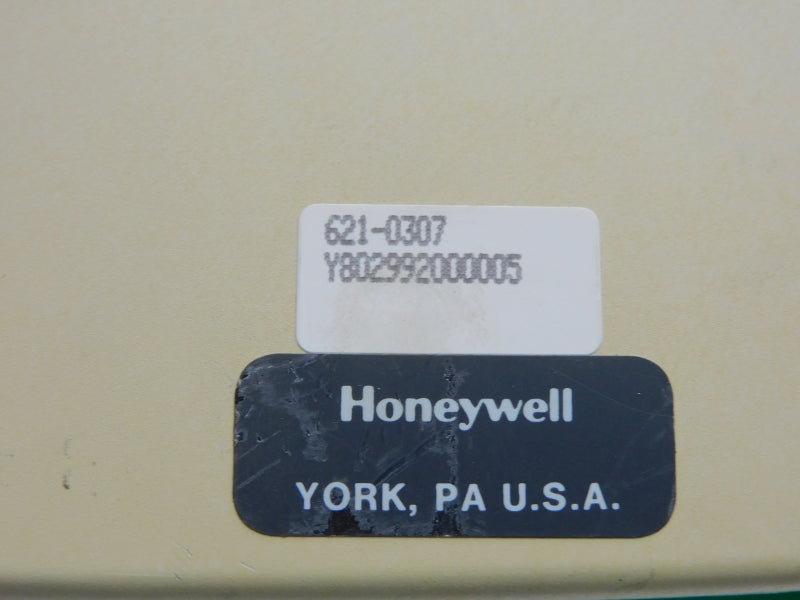 621-0307
Y802992000005
Honeywell
YORK, PA U.S.A.